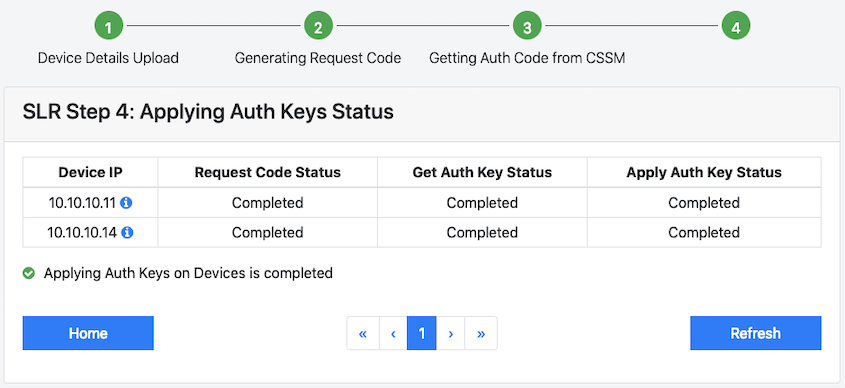 1 2 3 4
Device Details Upload Generating Request Code Getting Auth Code from CSSM
SLR Step 4: Applying Auth Keys Status
Device IP Request Code Status Get Auth Key Status Apply Auth Key Status
10.10.10.11 Completed Completed Completed
10.10.10.14 Completed Completed Completed
Applying Auth Keys on Devices is completed
Home « ‹ 1 › » Refresh